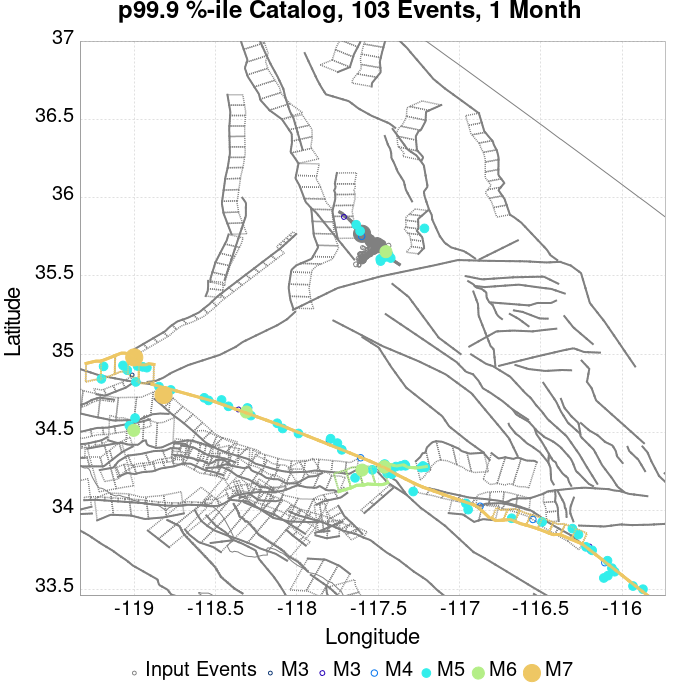 p99.9 %-ile Catalog, 103 Events, 1 Month
37
36.5
36
35.5
35
34.5
34
33.5
Latitude
-119 -118.5 -118 -117.5 -117 -116.5 -116
Longitude
Input Events M3 M3 M4 M5 M6 M7